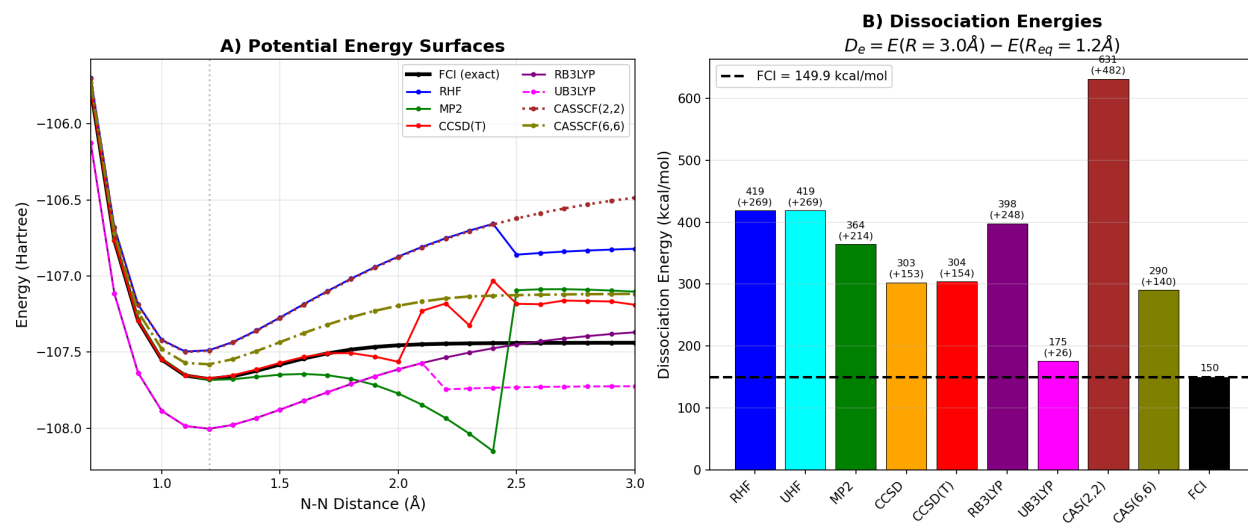 A) Potential Energy Surfaces
FCI (exact)
RHF
MP2
CCSD(T)
RB3LYP
UB3LYP
CASSCF(2,2)
CASSCF(6,6)
Energy (Hartree)
−106.0
−106.5
−107.0
−107.5
−108.0
1.0 1.5 2.0 2.5 3.0
N-N Distance (Å)
B) Dissociation Energies
D_e = E(R = 3.0Å) − E(R_eq = 1.2Å)
FCI = 149.9 kcal/mol
Dissociation Energy (kcal/mol)
600
500
400
300
200
100
0
419
(+269)
419
(+269)
364
(+214)
303
(+153)
304
(+154)
398
(+248)
175
(+26)
631
(+482)
290
(+140)
150
RHF
UHF
MP2
CCSD
CCSD(T)
RB3LYP
UB3LYP
CAS(2,2)
CAS(6,6)
FCI